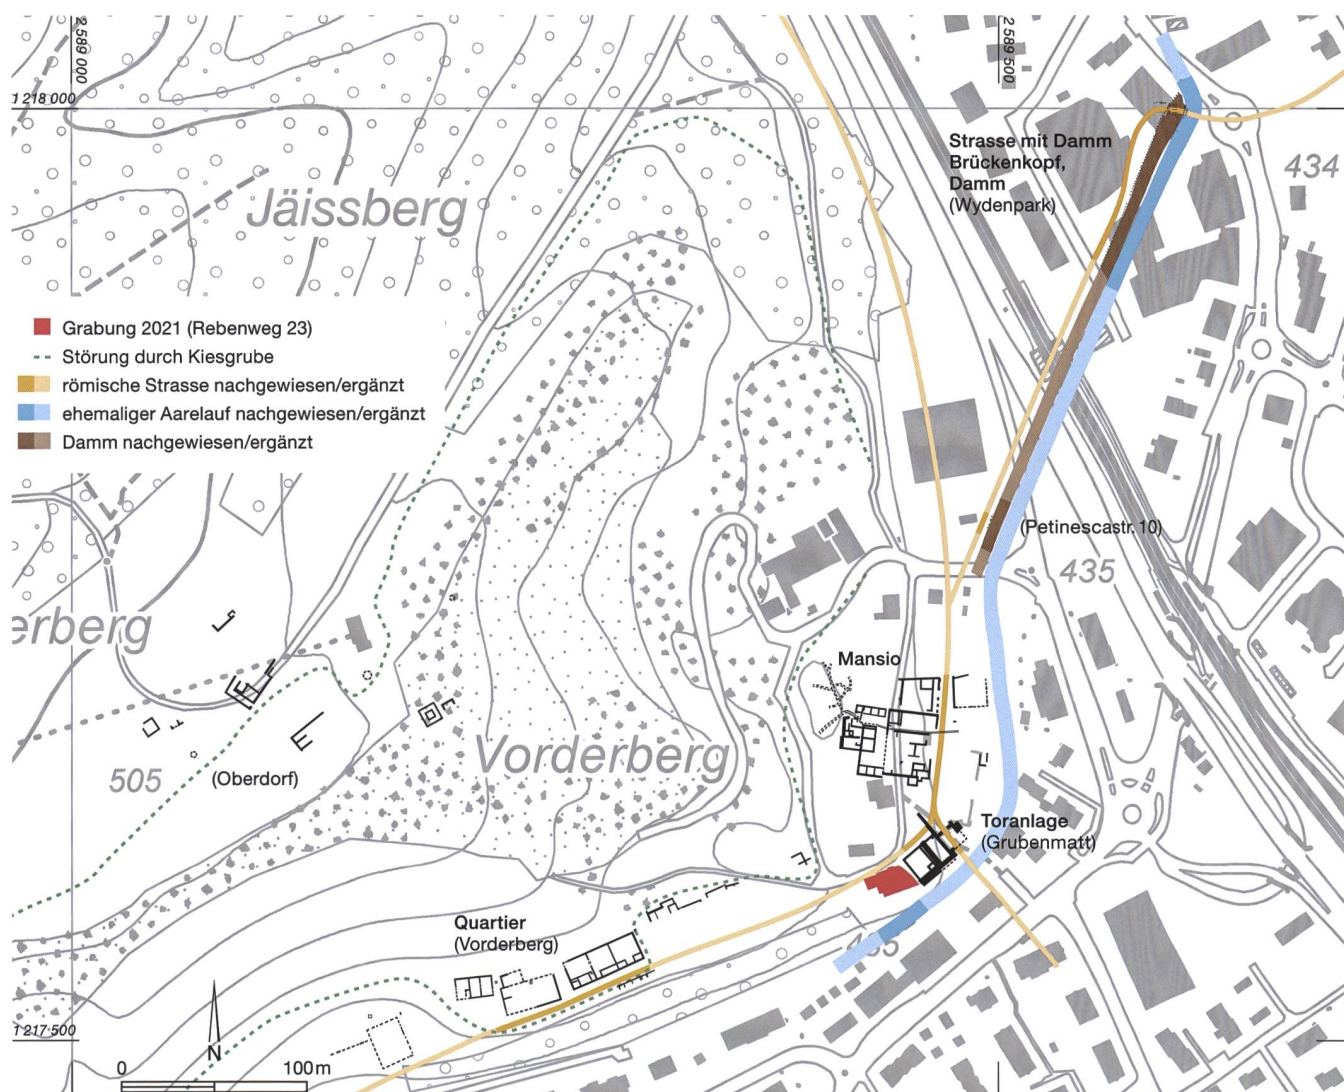 2 589 000
2 589 500
1 218 000
Strasse mit Damm
Brückenkopf,
Damm
(Wydenpark)
434
Jäissberg
Grabung 2021 (Rebenweg 23)
Störung durch Kiesgrube
römische Strasse nachgewiesen/ergänzt
ehemaliger Aarelauf nachgewiesen/ergänzt
Damm nachgewiesen/ergänzt
(Petinescastr. 10)
435
erberg
Mansio
Vorderberg
505
(Oberdorf)
Toranlage
(Grubenmatt)
Quartier
(Vorderberg)
435
1 217 500
N
0
100 m